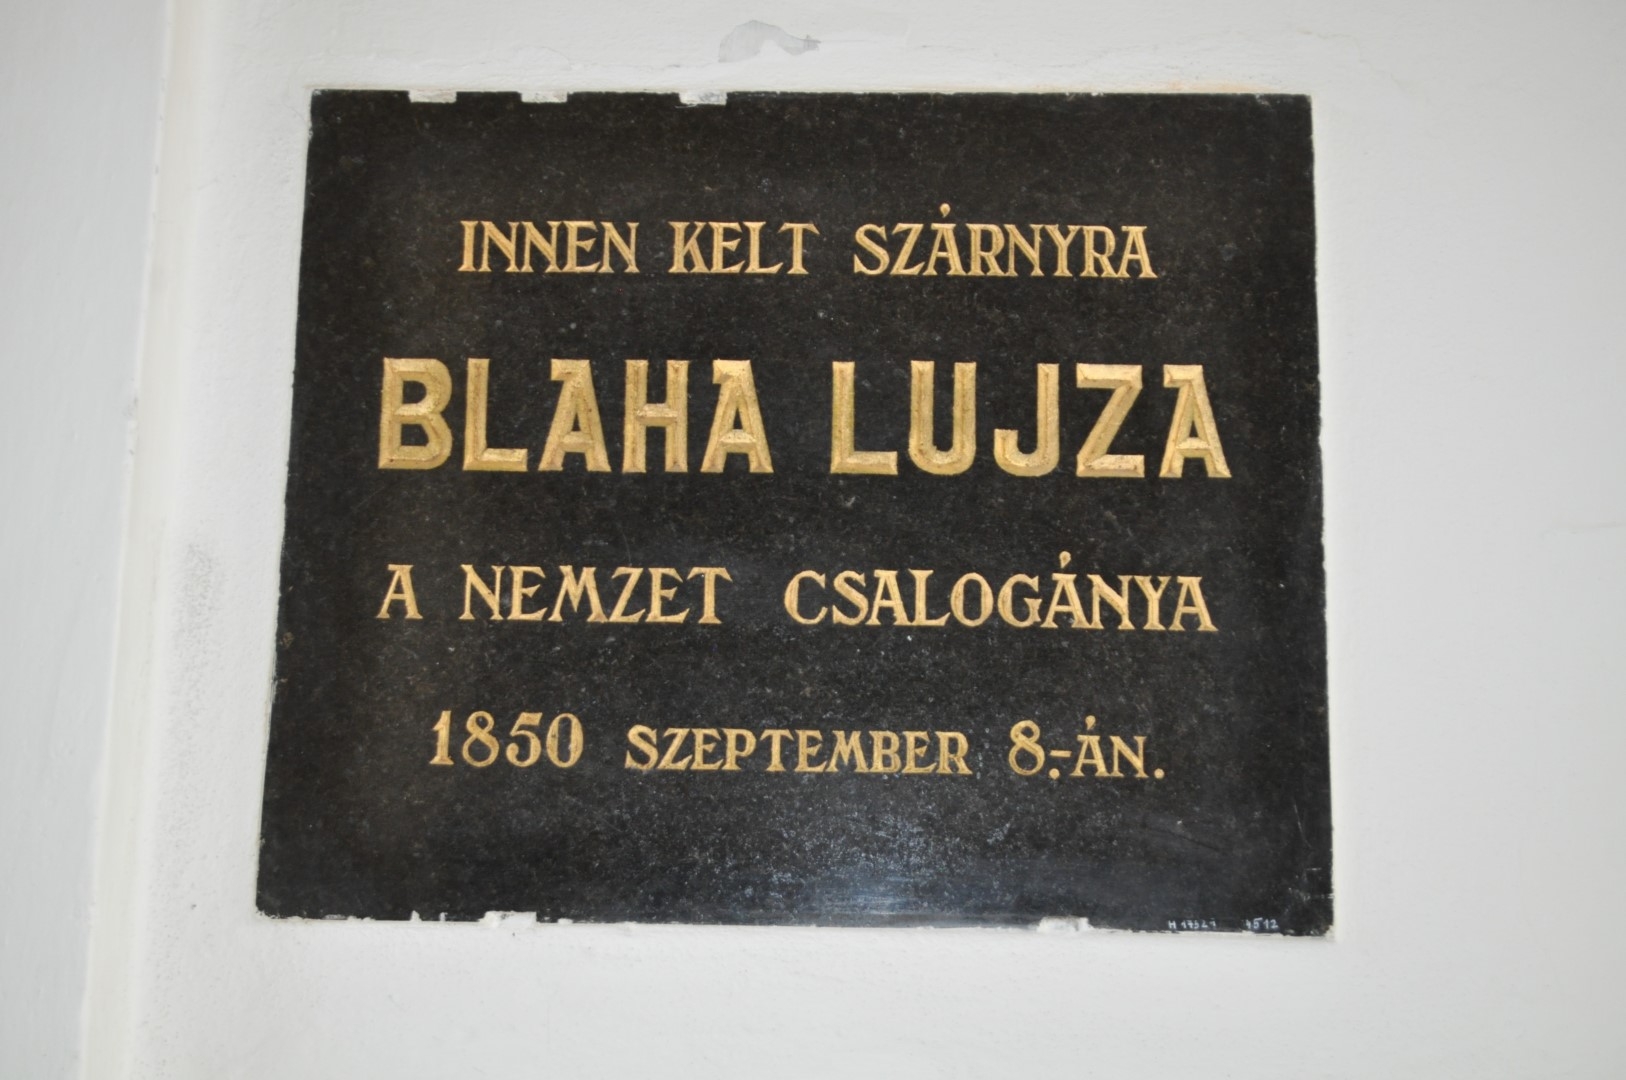 INNEN KELT SZÁRNYRA
BLAHA LUJZA
A NEMZET CSALOGÁNYA
1850 SZEPTEMBER 8.-ÁN.